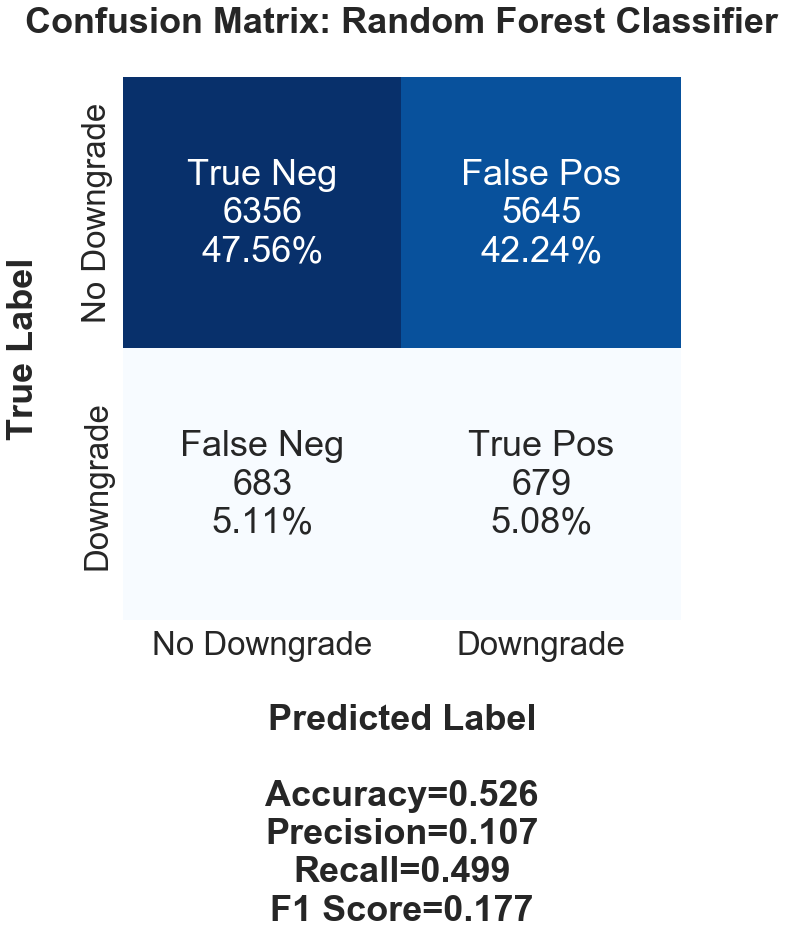 Confusion Matrix: Random Forest Classifier
True Label
No Downgrade
True Neg
6356
47.56%
False Pos
5645
42.24%
Downgrade
False Neg
683
5.11%
True Pos
679
5.08%
No Downgrade
Downgrade
Predicted Label
Accuracy=0.526
Precision=0.107
Recall=0.499
F1 Score=0.177